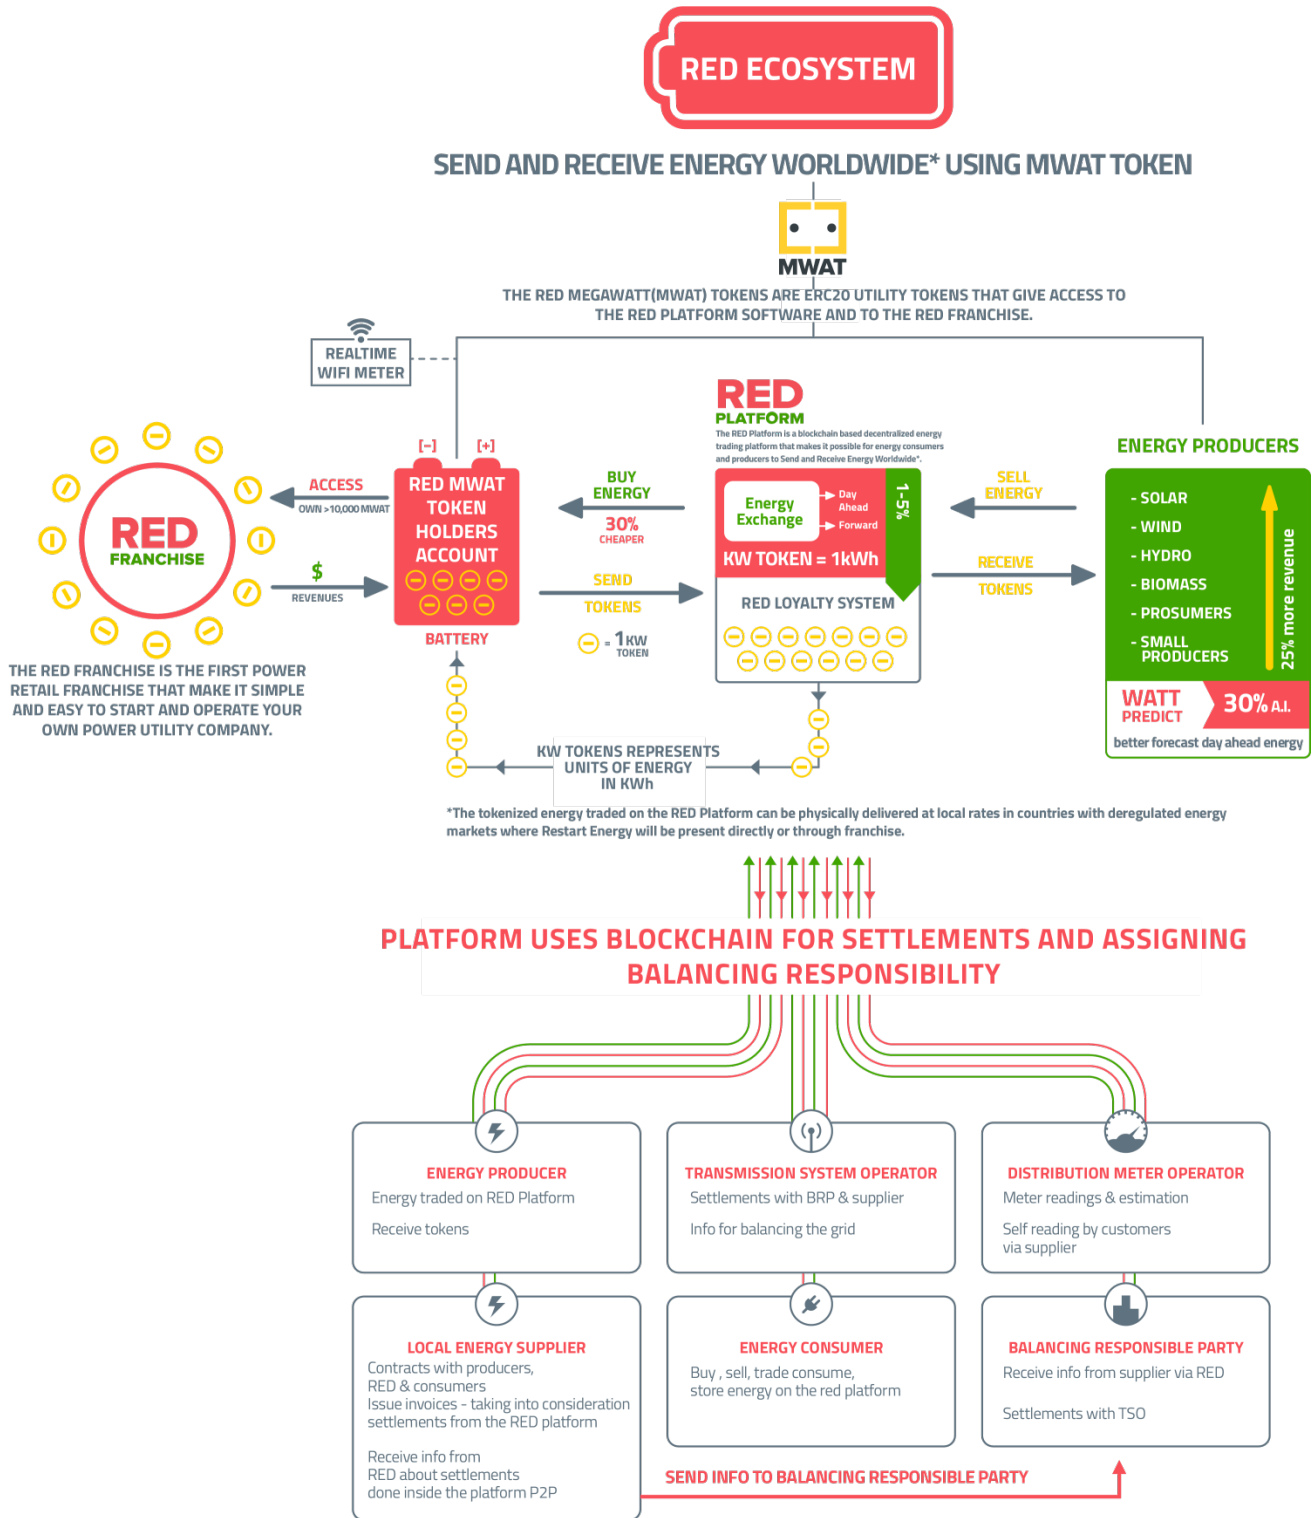 RED ECOSYSTEM
SEND AND RECEIVE ENERGY WORLDWIDE* USING MWAT TOKEN
MWAT
THE RED MEGAWATT(MWAT) TOKENS ARE ERC20 UTILITY TOKENS THAT GIVE ACCESS TO
THE RED PLATFORM SOFTWARE AND TO THE RED FRANCHISE.
REALTIME
WIFI METER
RED
FRANCHISE
THE RED FRANCHISE IS THE FIRST POWER
RETAIL FRANCHISE THAT MAKE IT SIMPLE
AND EASY TO START AND OPERATE YOUR
OWN POWER UTILITY COMPANY.
ACCESS
OWN >10,000 MWAT
$
REVENUES
[-] [+]
RED MWAT
TOKEN
HOLDERS
ACCOUNT
BATTERY
BUY
ENERGY
30%
CHEAPER
SEND
TOKENS
= 1KW
TOKEN
RED
PLATFORM
The RED Platform is a blockchain based decentralized energy
trading platform that makes it possible for energy consumers
and producers to Send and Receive Energy Worldwide*.
Energy
Exchange
Day
Ahead
Forward
1-5%
KW TOKEN = 1kWh
RED LOYALTY SYSTEM
SELL
ENERGY
RECEIVE
TOKENS
ENERGY PRODUCERS
- SOLAR
- WIND
- HYDRO
- BIOMASS
- PROSUMERS
- SMALL
PRODUCERS
25% more revenue
WATT
PREDICT
30% A.I.
better forecast day ahead energy
KW TOKENS REPRESENTS
UNITS OF ENERGY
IN KWh
*The tokenized energy traded on the RED Platform can be physically delivered at local rates in countries with deregulated energy
markets where Restart Energy will be present directly or through franchise.
PLATFORM USES BLOCKCHAIN FOR SETTLEMENTS AND ASSIGNING
BALANCING RESPONSIBILITY
ENERGY PRODUCER
Energy traded on RED Platform
Receive tokens
TRANSMISSION SYSTEM OPERATOR
Settlements with BRP & supplier
Info for balancing the grid
DISTRIBUTION METER OPERATOR
Meter readings & estimation
Self reading by customers
via supplier
LOCAL ENERGY SUPPLIER
Contracts with producers,
RED & consumers
Issue invoices - taking into consideration
settlements from the RED platform
Receive info from
RED about settlements
done inside the platform P2P
ENERGY CONSUMER
Buy , sell, trade consume,
store energy on the red platform
BALANCING RESPONSIBLE PARTY
Receive info from supplier via RED
Settlements with TSO
SEND INFO TO BALANCING RESPONSIBLE PARTY